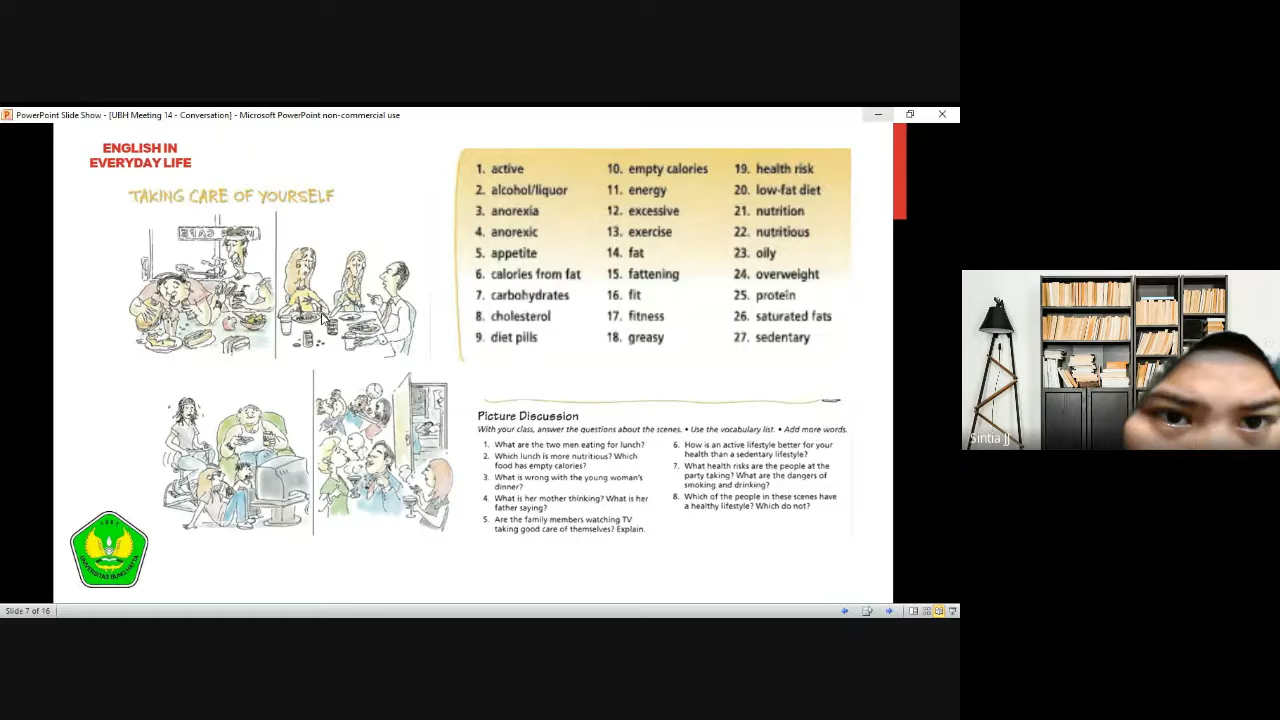 PowerPoint Slide Show - [UBH Meeting 14 - Conversation] - Microsoft PowerPoint non-commercial use
ENGLISH IN
EVERYDAY LIFE
TAKING CARE OF YOURSELF
1. active
2. alcohol/liquor
3. anorexia
4. anorexic
5. appetite
6. calories from fat
7. carbohydrates
8. cholesterol
9. diet pills
10. empty calories
11. energy
12. excessive
13. exercise
14. fat
15. fattening
16. fit
17. fitness
18. greasy
19. health risk
20. low-fat diet
21. nutrition
22. nutritious
23. oily
24. overweight
25. protein
26. saturated fats
27. sedentary
Picture Discussion
With your class, answer the questions about the scenes. • Use the vocabulary list. • Add more words.
1. What are the two men eating for lunch?
2. Which lunch is more nutritious? Which
food has empty calories?
3. What is wrong with the young woman's
dinner?
4. What is her mother thinking? What is her
father saying?
5. Are the family members watching TV
taking good care of themselves? Explain.
6. How is an active lifestyle better for your
health than a sedentary lifestyle?
7. What health risks are the people at the
party taking? What are the dangers of
smoking and drinking?
8. Which of the people in these scenes have
a healthy lifestyle? Which do not?
UNIVERSITAS BUNG HATTA
Sintia JJ
Slide 7 of 16